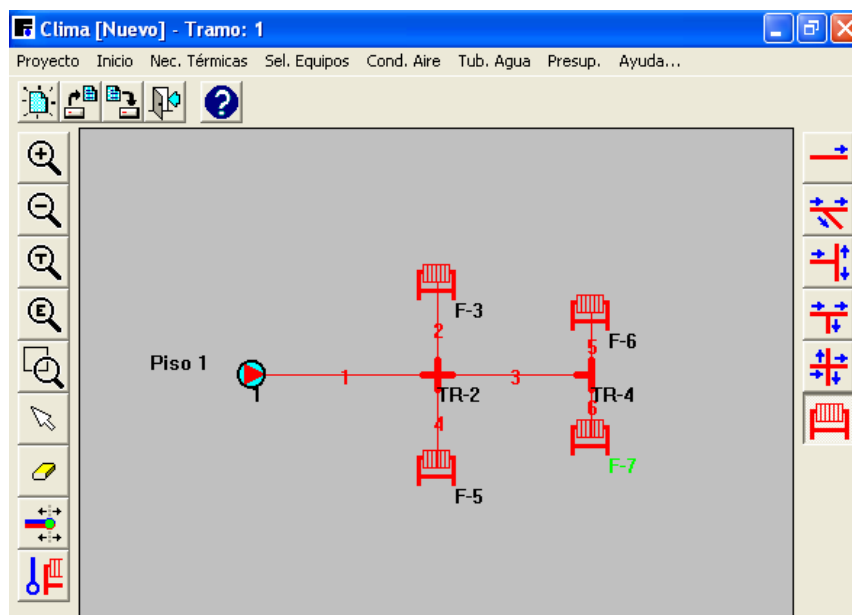 Clima [Nuevo] - Tramo: 1
Proyecto Inicio Nec. Térmicas Sel. Equipos Cond. Aire Tub. Agua Presup. Ayuda...
F-3
2
F-6
5
Piso 1
1
1
3
TR-2
TR-4
4
6
F-7
F-5